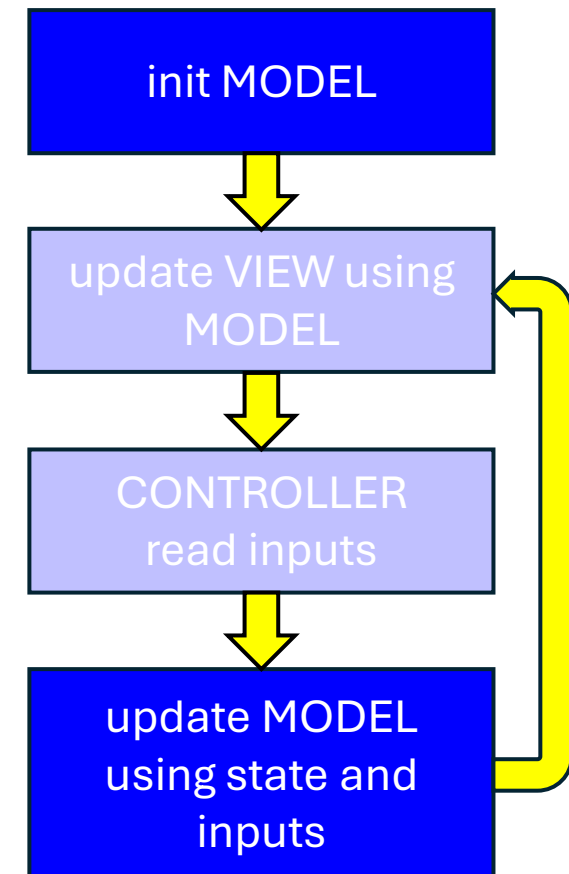 init MODEL
update VIEW using
MODEL
CONTROLLER
read inputs
update MODEL
using state and
inputs